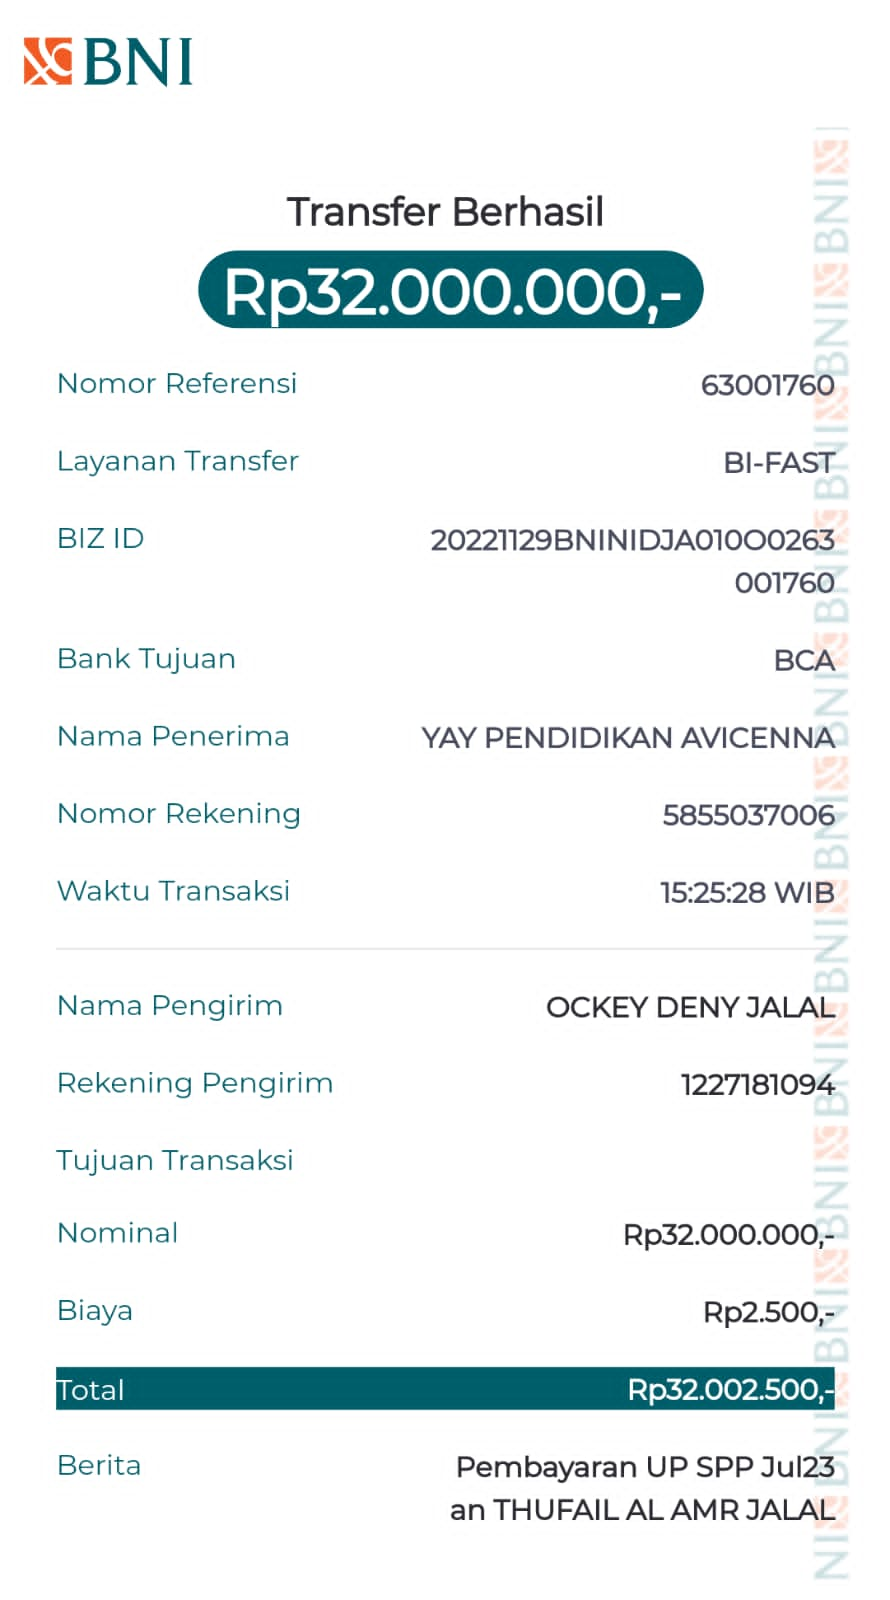 BNI
Transfer Berhasil
Rp32.000.000,-
Nomor Referensi 63001760
Layanan Transfer BI-FAST
BIZ ID 20221129BNINIDJA010O0263
001760
Bank Tujuan BCA
Nama Penerima YAY PENDIDIKAN AVICENNA
Nomor Rekening 5855037006
Waktu Transaksi 15:25:28 WIB
Nama Pengirim OCKEY DENY JALAL
Rekening Pengirim 1227181094
Tujuan Transaksi
Nominal Rp32.000.000,-
Biaya Rp2.500,-
Total Rp32.002.500,-
Berita Pembayaran UP SPP Jul23
an THUFAIL AL AMR JALAL
BNI BNI BNI BNI BNI BNI BNI BNI BNI BNI BNI NI